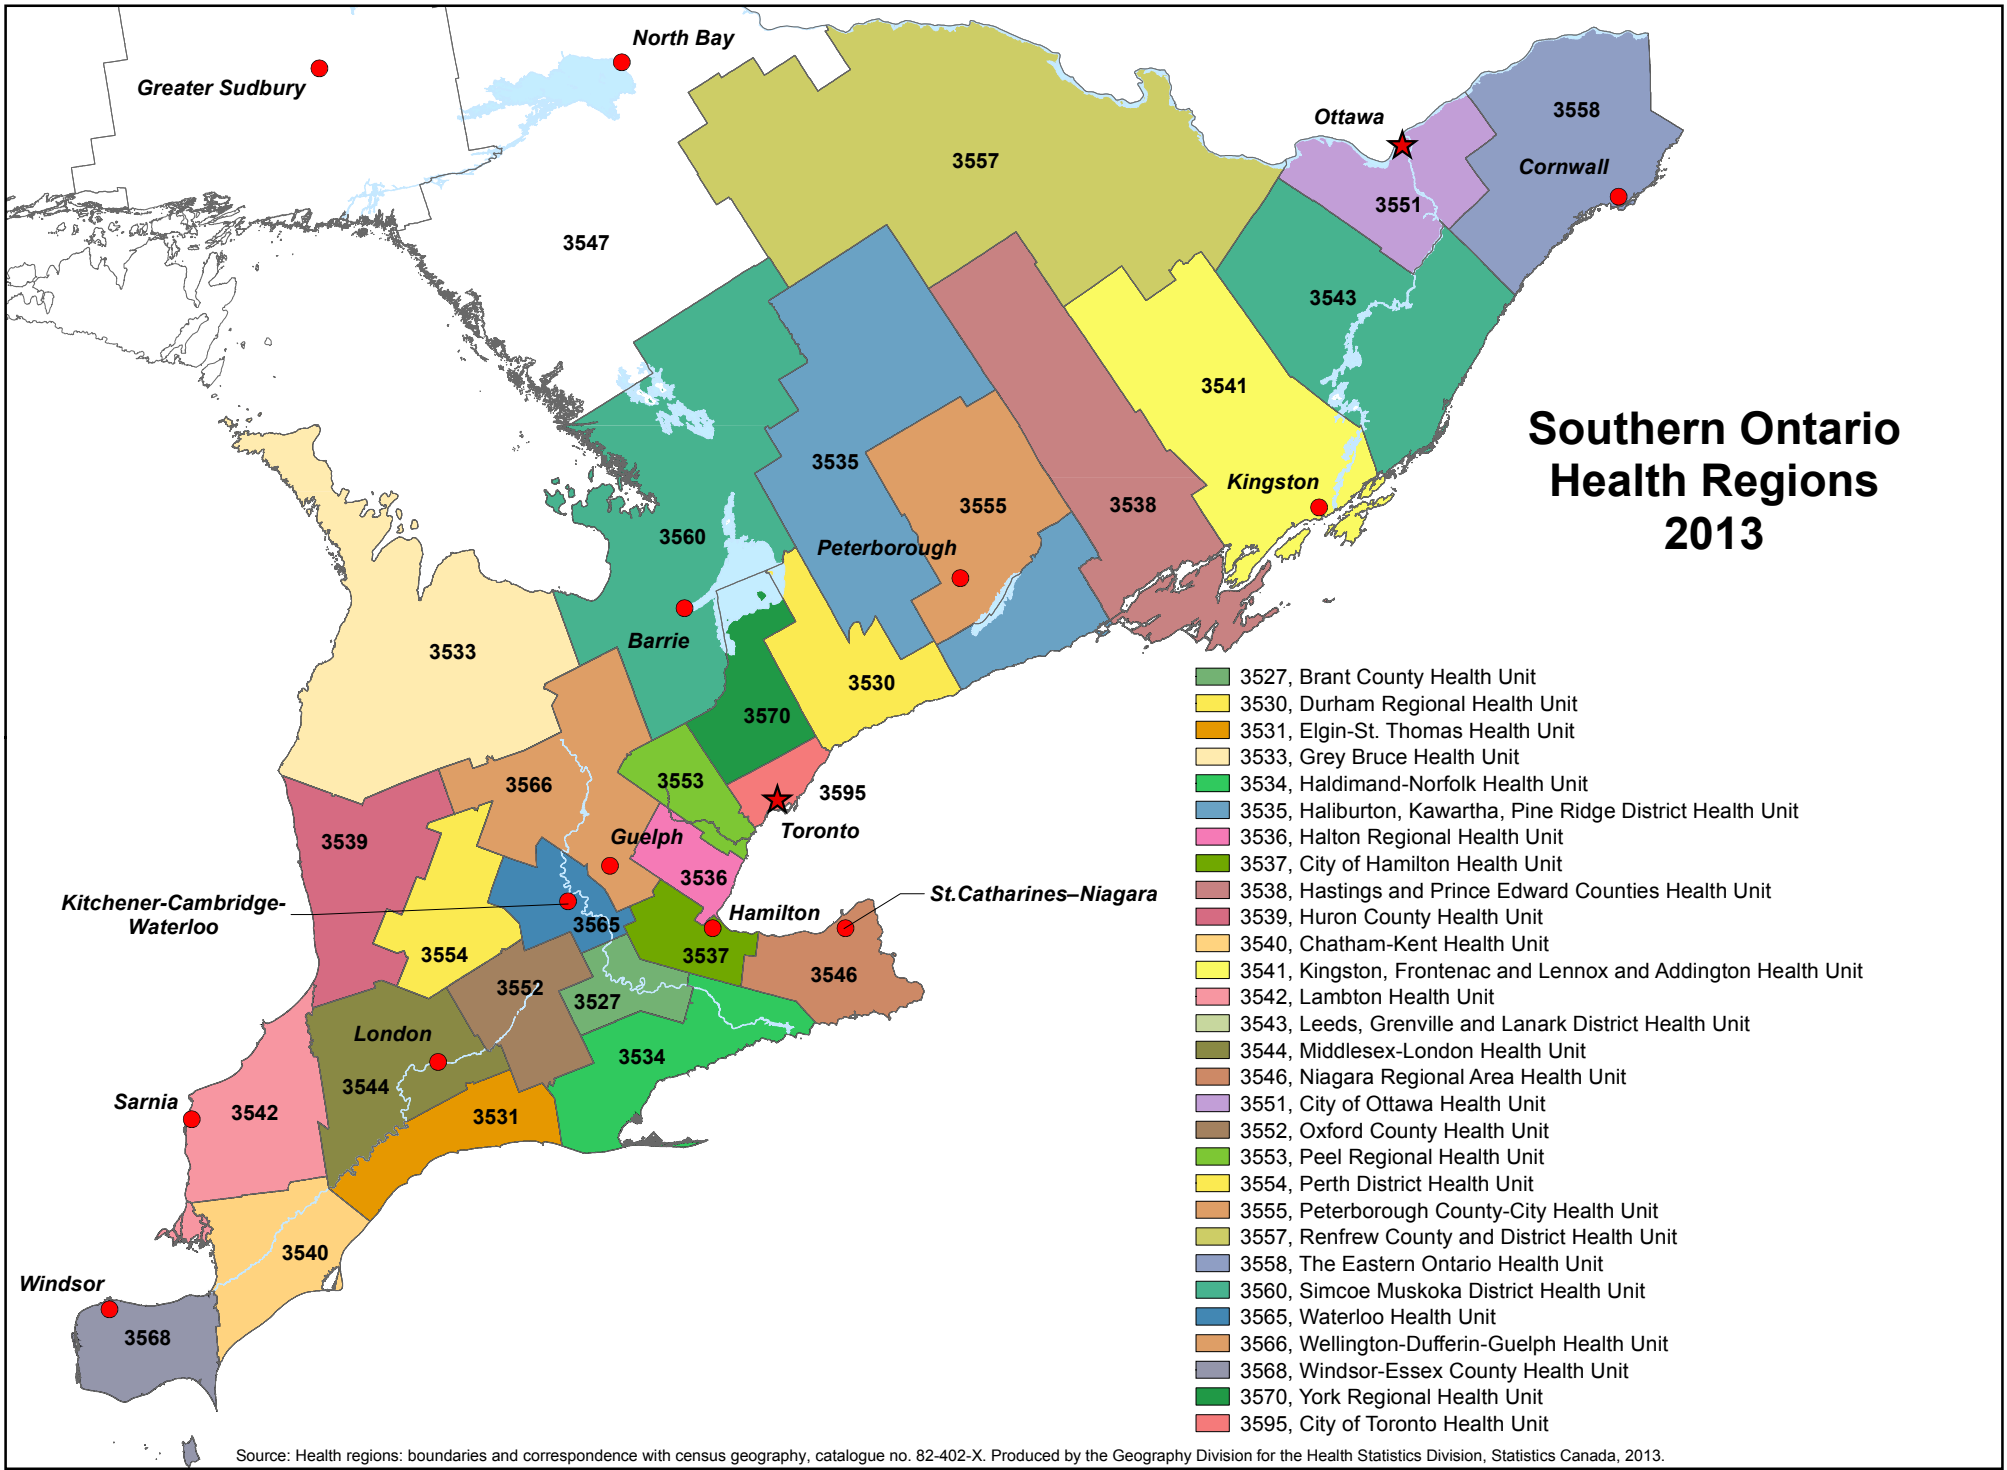 North Bay
Greater Sudbury
Ottawa
3558
3557
Cornwall
3551
3547
3543
3541
Southern Ontario
Health Regions
2013
3535
Kingston
3555
3538
3560
Peterborough
Barrie
3533
3530
3570
3566
3553
3595
Toronto
Guelph
3539
3536
St.Catharines–Niagara
Kitchener-Cambridge-
Waterloo
Hamilton
3565
3554
3537
3546
3552
3527
London
3534
3544
Sarnia
3542
3531
3540
Windsor
3568
3527, Brant County Health Unit
3530, Durham Regional Health Unit
3531, Elgin-St. Thomas Health Unit
3533, Grey Bruce Health Unit
3534, Haldimand-Norfolk Health Unit
3535, Haliburton, Kawartha, Pine Ridge District Health Unit
3536, Halton Regional Health Unit
3537, City of Hamilton Health Unit
3538, Hastings and Prince Edward Counties Health Unit
3539, Huron County Health Unit
3540, Chatham-Kent Health Unit
3541, Kingston, Frontenac and Lennox and Addington Health Unit
3542, Lambton Health Unit
3543, Leeds, Grenville and Lanark District Health Unit
3544, Middlesex-London Health Unit
3546, Niagara Regional Area Health Unit
3551, City of Ottawa Health Unit
3552, Oxford County Health Unit
3553, Peel Regional Health Unit
3554, Perth District Health Unit
3555, Peterborough County-City Health Unit
3557, Renfrew County and District Health Unit
3558, The Eastern Ontario Health Unit
3560, Simcoe Muskoka District Health Unit
3565, Waterloo Health Unit
3566, Wellington-Dufferin-Guelph Health Unit
3568, Windsor-Essex County Health Unit
3570, York Regional Health Unit
3595, City of Toronto Health Unit
Source: Health regions: boundaries and correspondence with census geography, catalogue no. 82-402-X. Produced by the Geography Division for the Health Statistics Division, Statistics Canada, 2013.